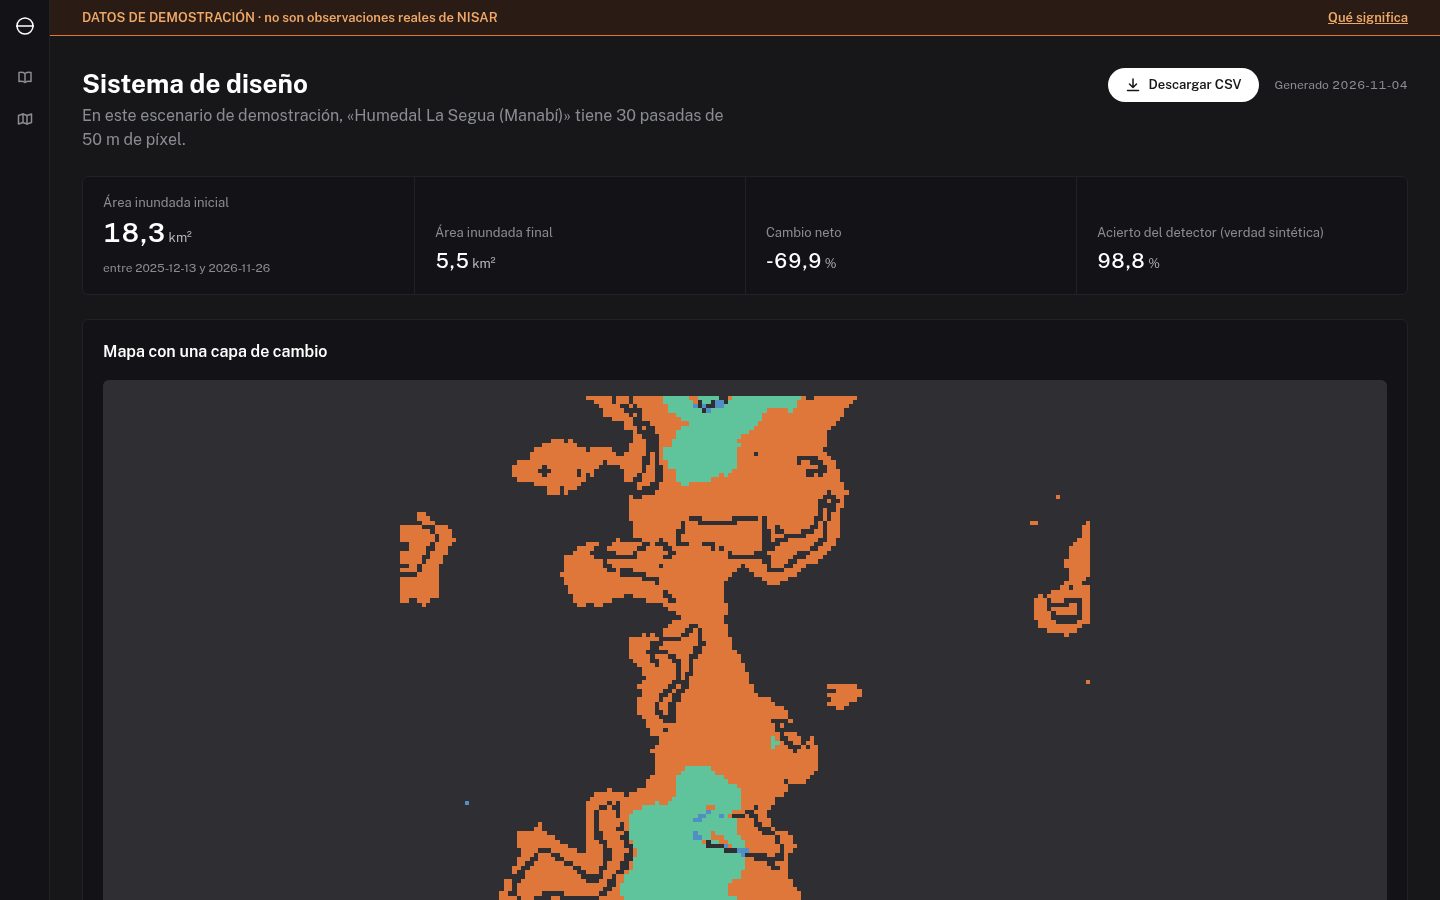 DATOS DE DEMOSTRACIÓN · no son observaciones reales de NISAR
Qué significa
Sistema de diseño
Descargar CSV
Generado 2026-11-04
En este escenario de demostración, «Humedal La Segua (Manabí)» tiene 30 pasadas de
50 m de píxel.
Área inundada inicial
18,3 km²
entre 2025-12-13 y 2026-11-26
Área inundada final
5,5 km²
Cambio neto
-69,9 %
Acierto del detector (verdad sintética)
98,8 %
Mapa con una capa de cambio